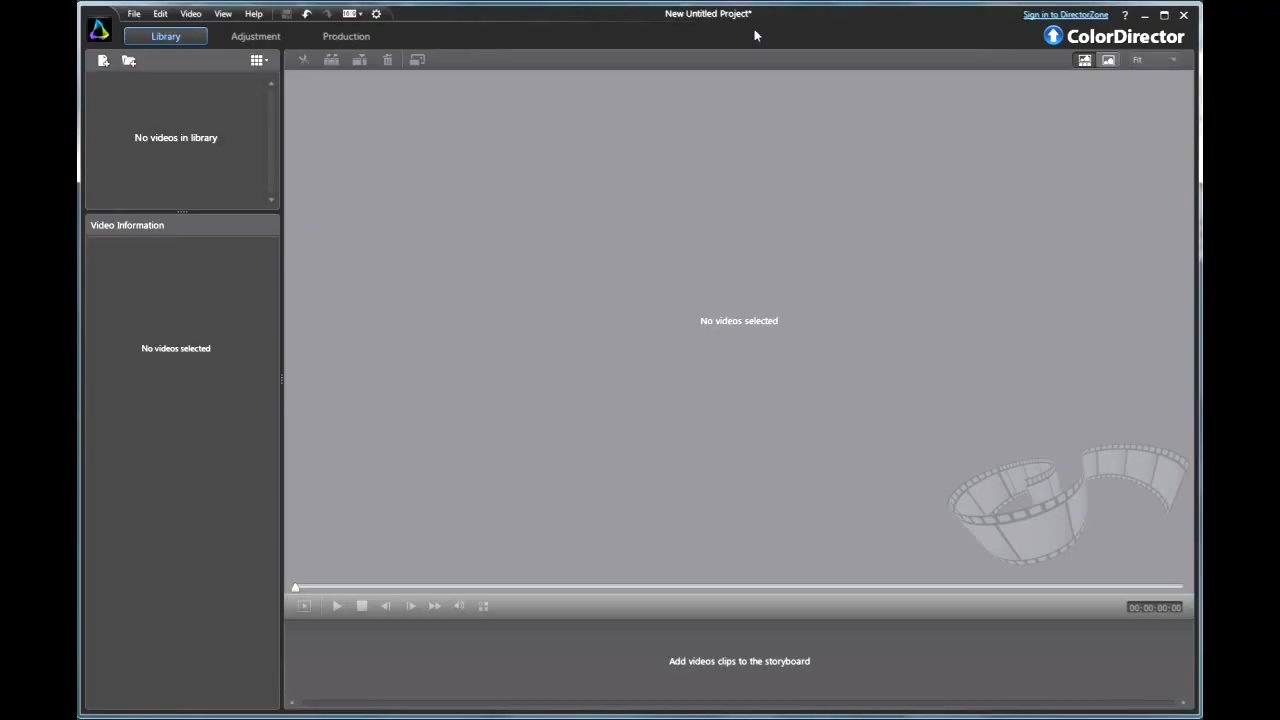 File Edit Video View Help
New Untitled Project*
Sign in to DirectorZone ?
Library Adjustment Production
ColorDirector
Fit
No videos in library
Video Information
No videos selected
No videos selected
00:00:00:00
Add videos clips to the storyboard